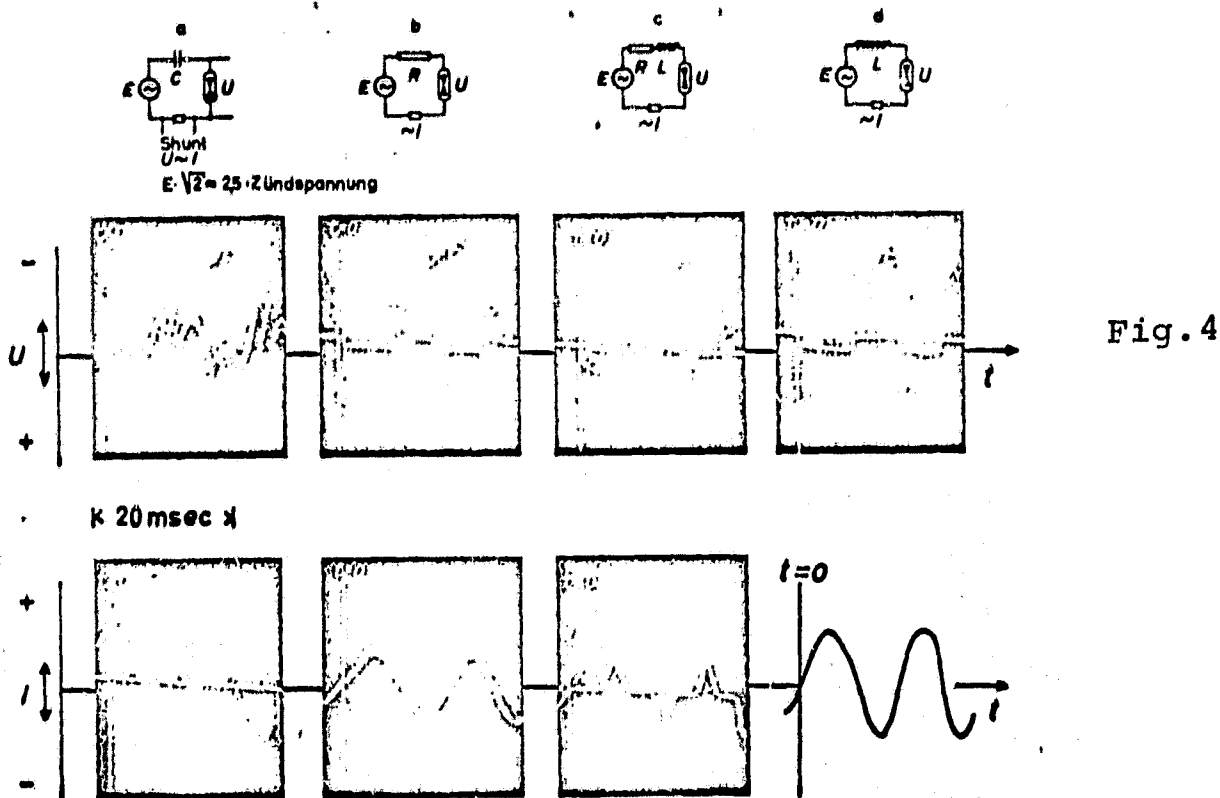 a b c d
E C U
E R U
E R L U
E L U
Shunt
U~I
~I
~I
~I
E·√2≈2,5·Zündspannung
-
U
+
t
Fig.4
K 20 msec K
+
I
-
t=0
t